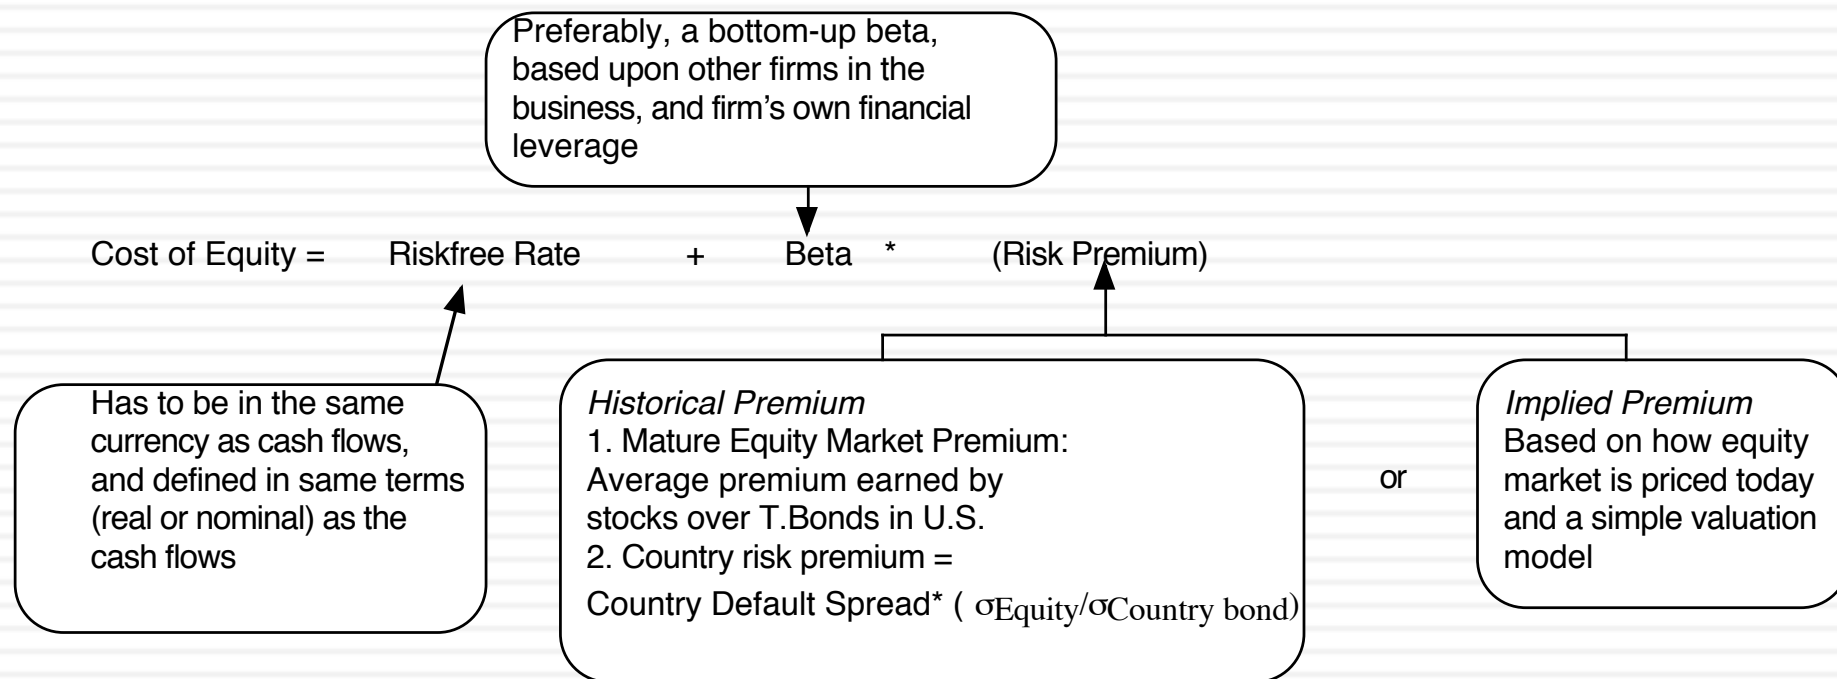 Preferably, a bottom-up beta,
based upon other firms in the
business, and firm's own financial
leverage
Cost of Equity = Riskfree Rate + Beta * (Risk Premium)
Has to be in the same
currency as cash flows,
and defined in same terms
(real or nominal) as the
cash flows
Historical Premium
1. Mature Equity Market Premium:
Average premium earned by
stocks over T.Bonds in U.S.
2. Country risk premium =
Country Default Spread* ( σEquity/σCountry bond)
or
Implied Premium
Based on how equity
market is priced today
and a simple valuation
model